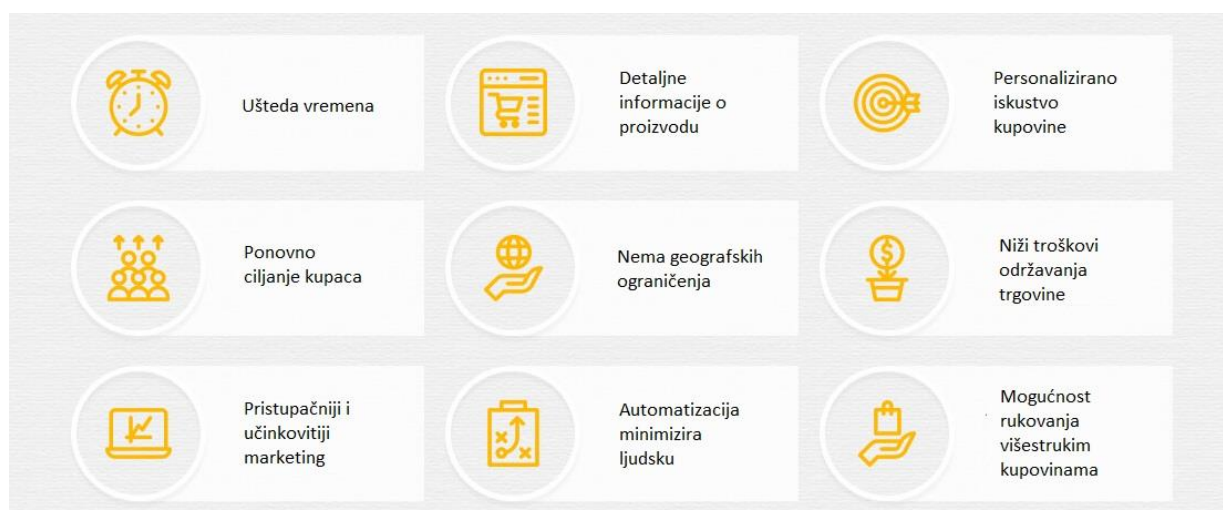 Ušteda vremena
Detaljne
informacije o
proizvodu
Personalizirano
iskustvo
kupovine
Ponovno
ciljanje kupaca
Nema geografskih
ograničenja
Niži troškovi
održavanja
trgovine
Pristupačniji i
učinkovitiji
marketing
Automatizacija
minimizira
ljudsku
Mogućnost
rukovanja
višestrukim
kupovinama